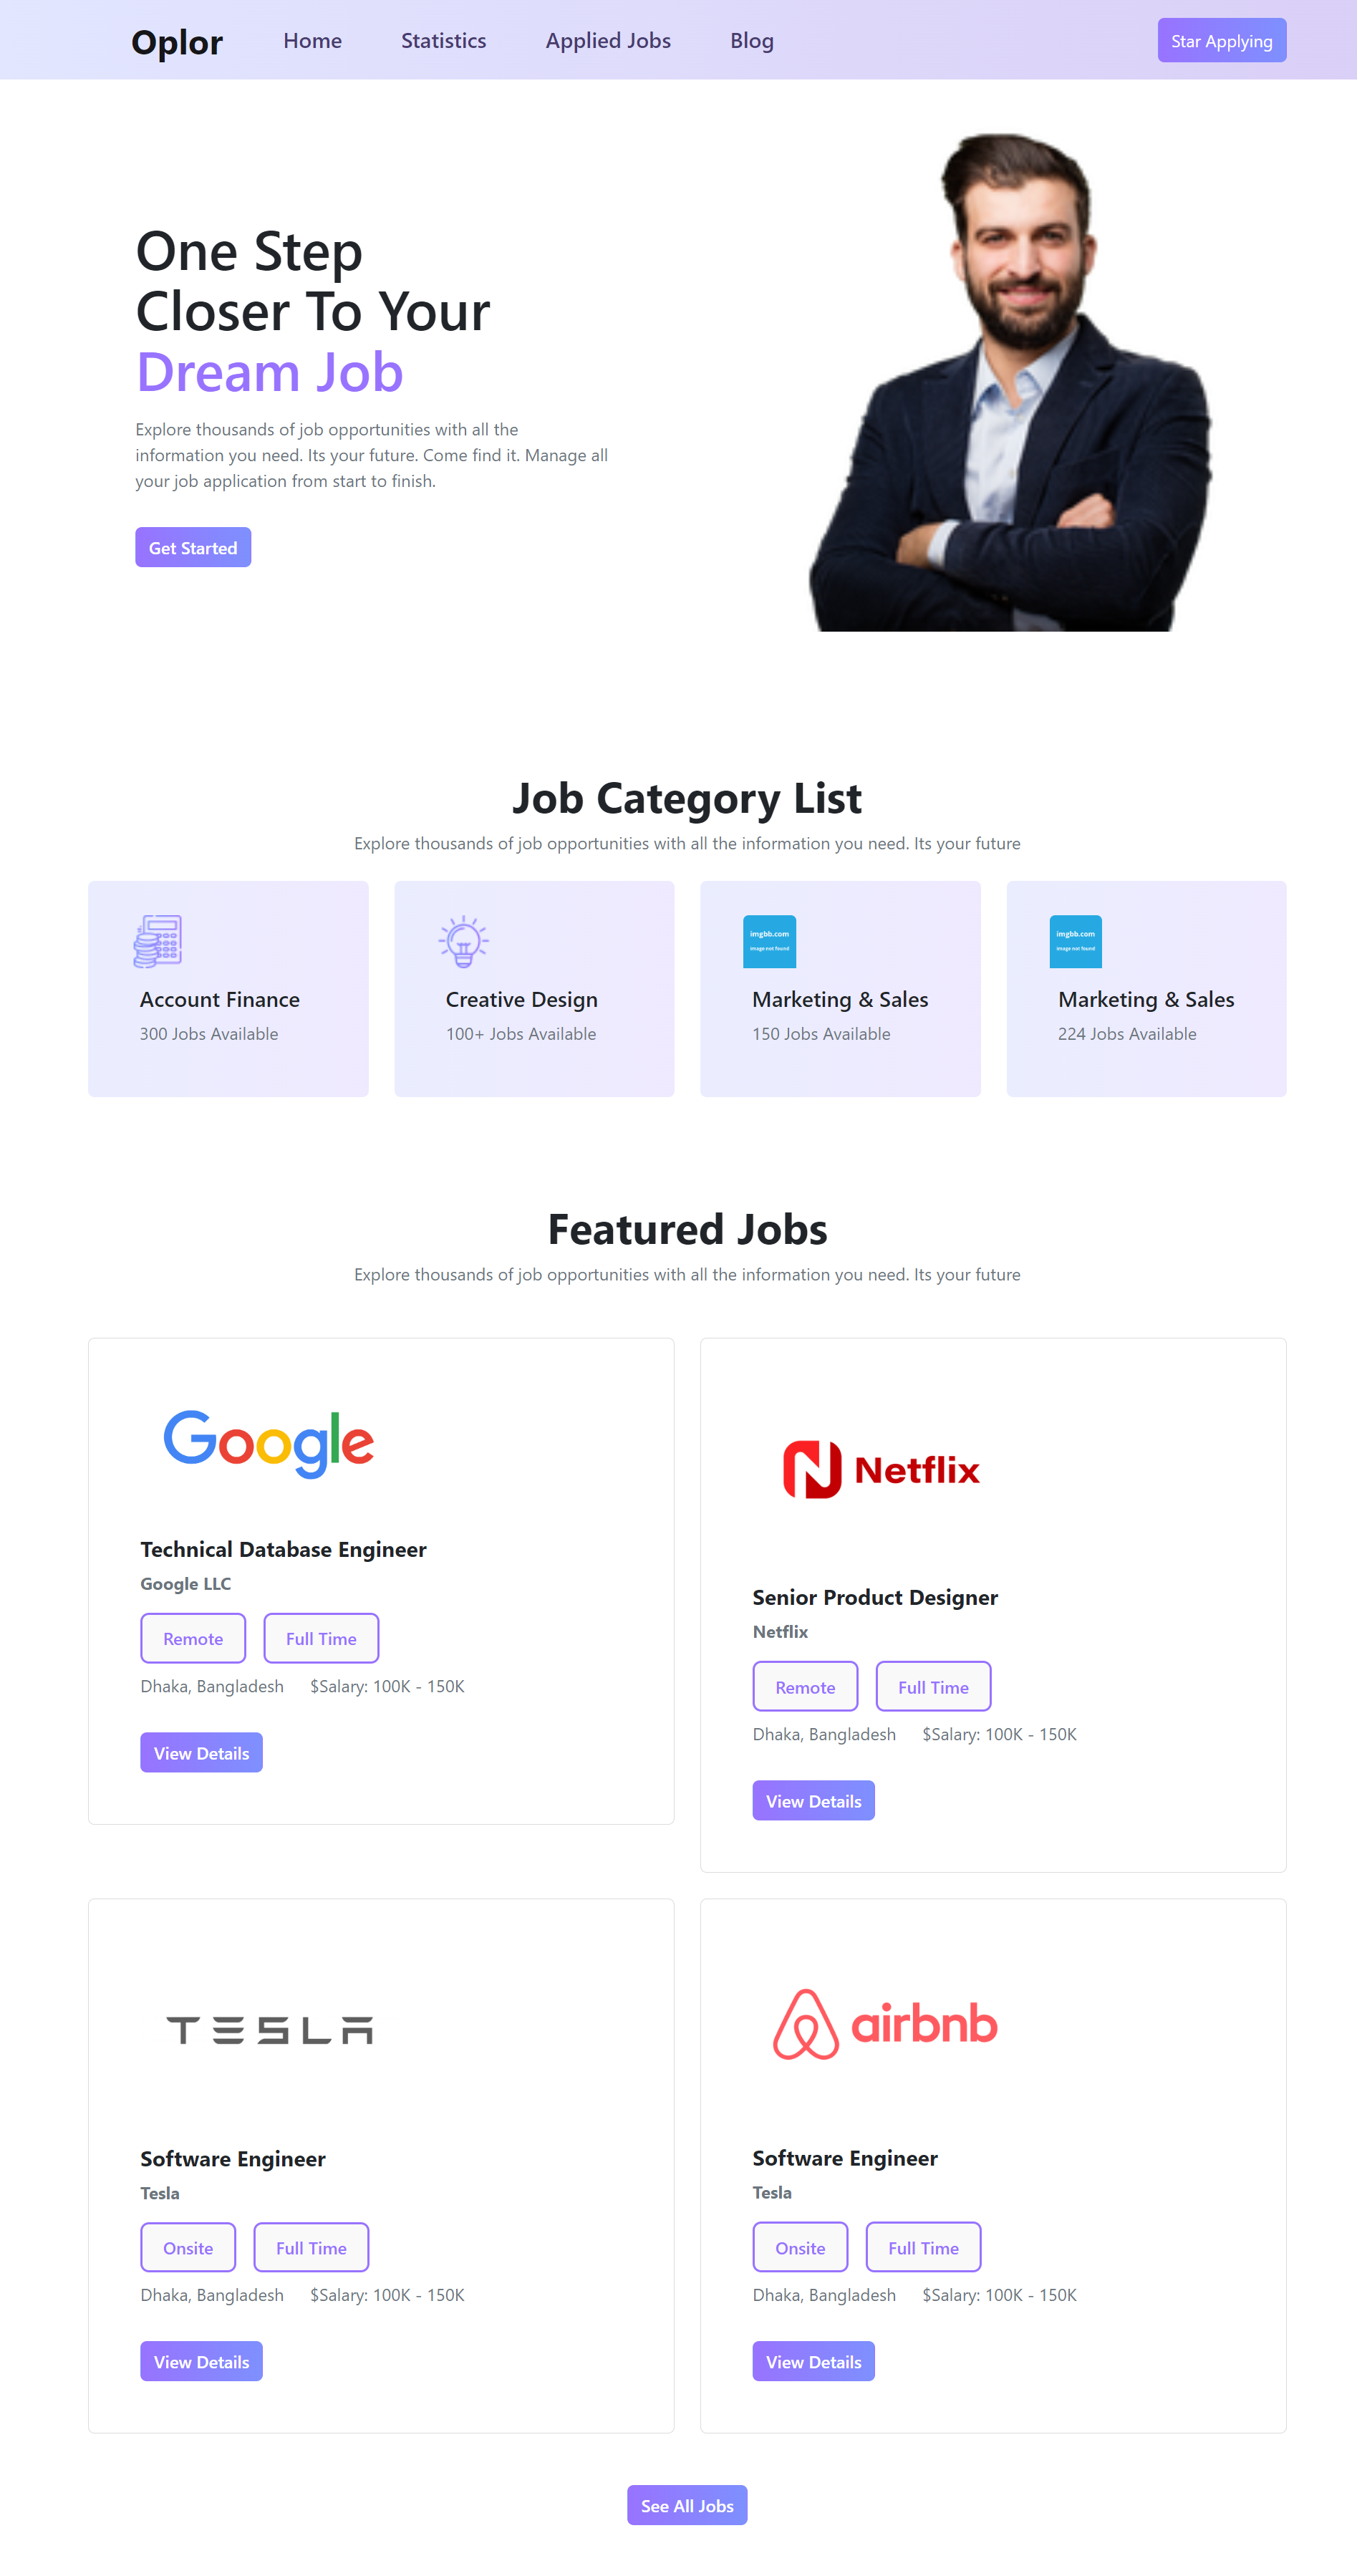 Oplor Home Statistics Applied Jobs Blog Star Applying
One Step
Closer To Your
Dream Job
Explore thousands of job opportunities with all the
information you need. Its your future. Come find it. Manage all
your job application from start to finish.
Get Started
Job Category List
Explore thousands of job opportunities with all the information you need. Its your future
Account Finance
300 Jobs Available
Creative Design
100+ Jobs Available
imgbb.com
image not found
Marketing & Sales
150 Jobs Available
imgbb.com
image not found
Marketing & Sales
224 Jobs Available
Featured Jobs
Explore thousands of job opportunities with all the information you need. Its your future
Google
Technical Database Engineer
Google LLC
Remote Full Time
Dhaka, Bangladesh $Salary: 100K - 150K
View Details
Netflix
Senior Product Designer
Netflix
Remote Full Time
Dhaka, Bangladesh $Salary: 100K - 150K
View Details
TESLA
Software Engineer
Tesla
Onsite Full Time
Dhaka, Bangladesh $Salary: 100K - 150K
View Details
airbnb
Software Engineer
Tesla
Onsite Full Time
Dhaka, Bangladesh $Salary: 100K - 150K
View Details
See All Jobs